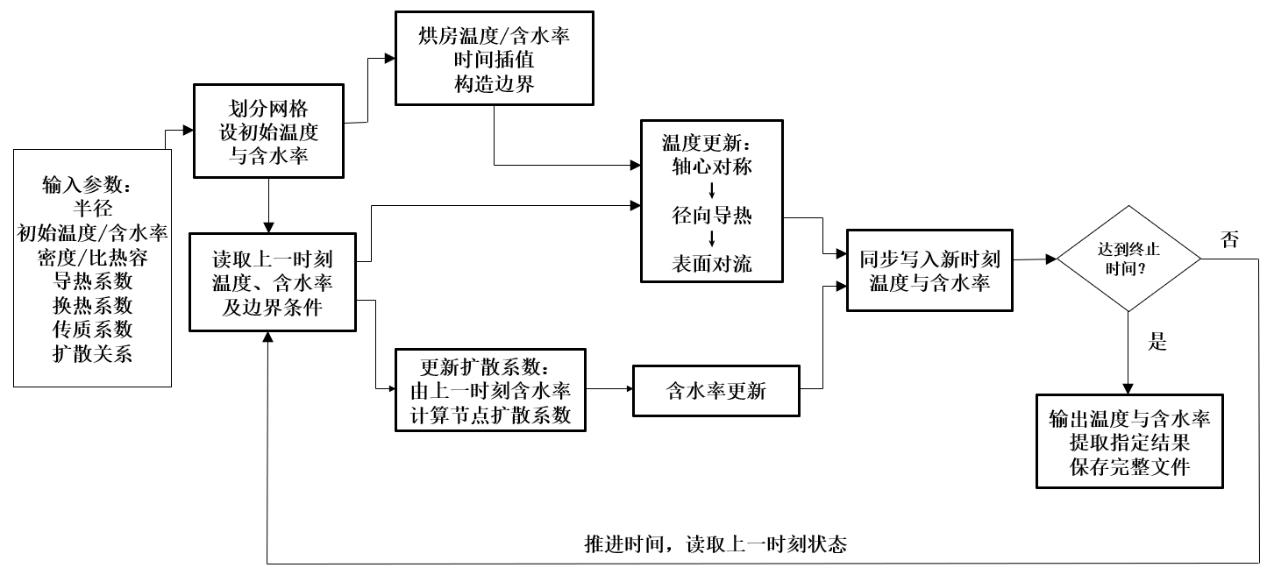 输入参数：
半径
初始温度/含水率
密度/比热容
导热系数
换热系数
传质系数
扩散关系
划分网格
设初始温度
与含水率
烘房温度/含水率
时间插值
构造边界
读取上一时刻
温度、含水率
及边界条件
温度更新：
轴心对称
↓
径向导热
↓
表面对流
更新扩散系数：
由上一时刻含水率
计算节点扩散系数
含水率更新
同步写入新时刻
温度与含水率
达到终止
时间？
否
是
输出温度与含水率
提取指定结果
保存完整文件
推进时间，读取上一时刻状态